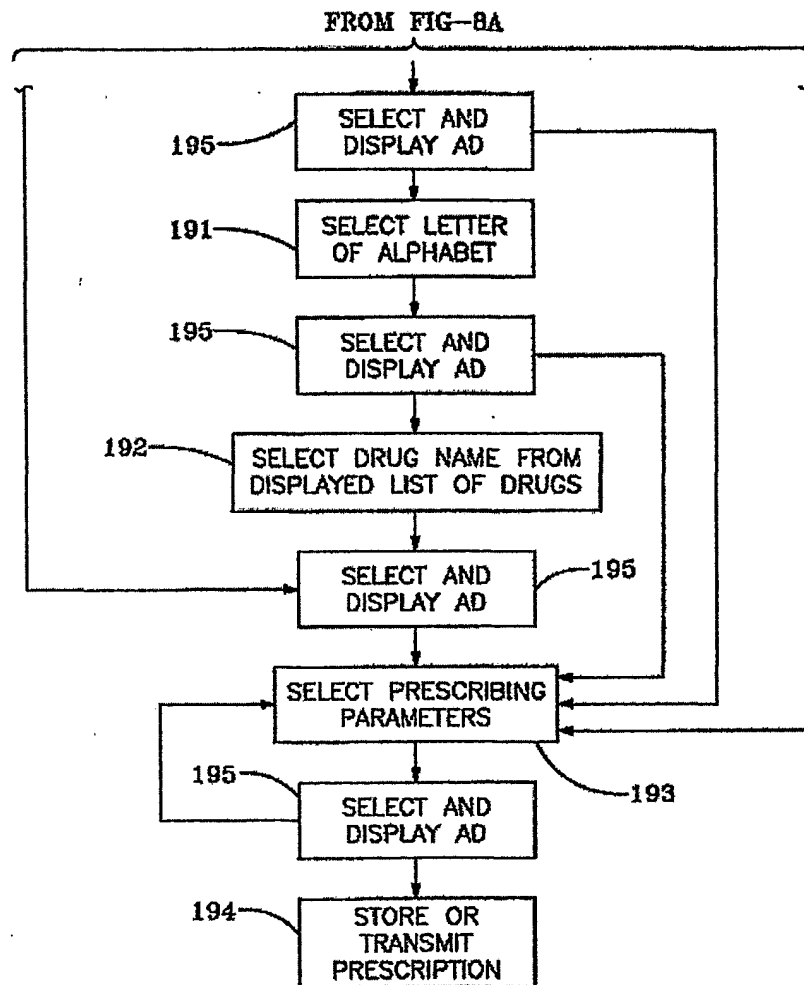 FROM FIG-8A
195
SELECT AND
DISPLAY AD
191
SELECT LETTER
OF ALPHABET
195
SELECT AND
DISPLAY AD
192
SELECT DRUG NAME FROM
DISPLAYED LIST OF DRUGS
SELECT AND
DISPLAY AD
195
SELECT PRESCRIBING
PARAMETERS
193
195
SELECT AND
DISPLAY AD
194
STORE OR
TRANSMIT
PRESCRIPTION